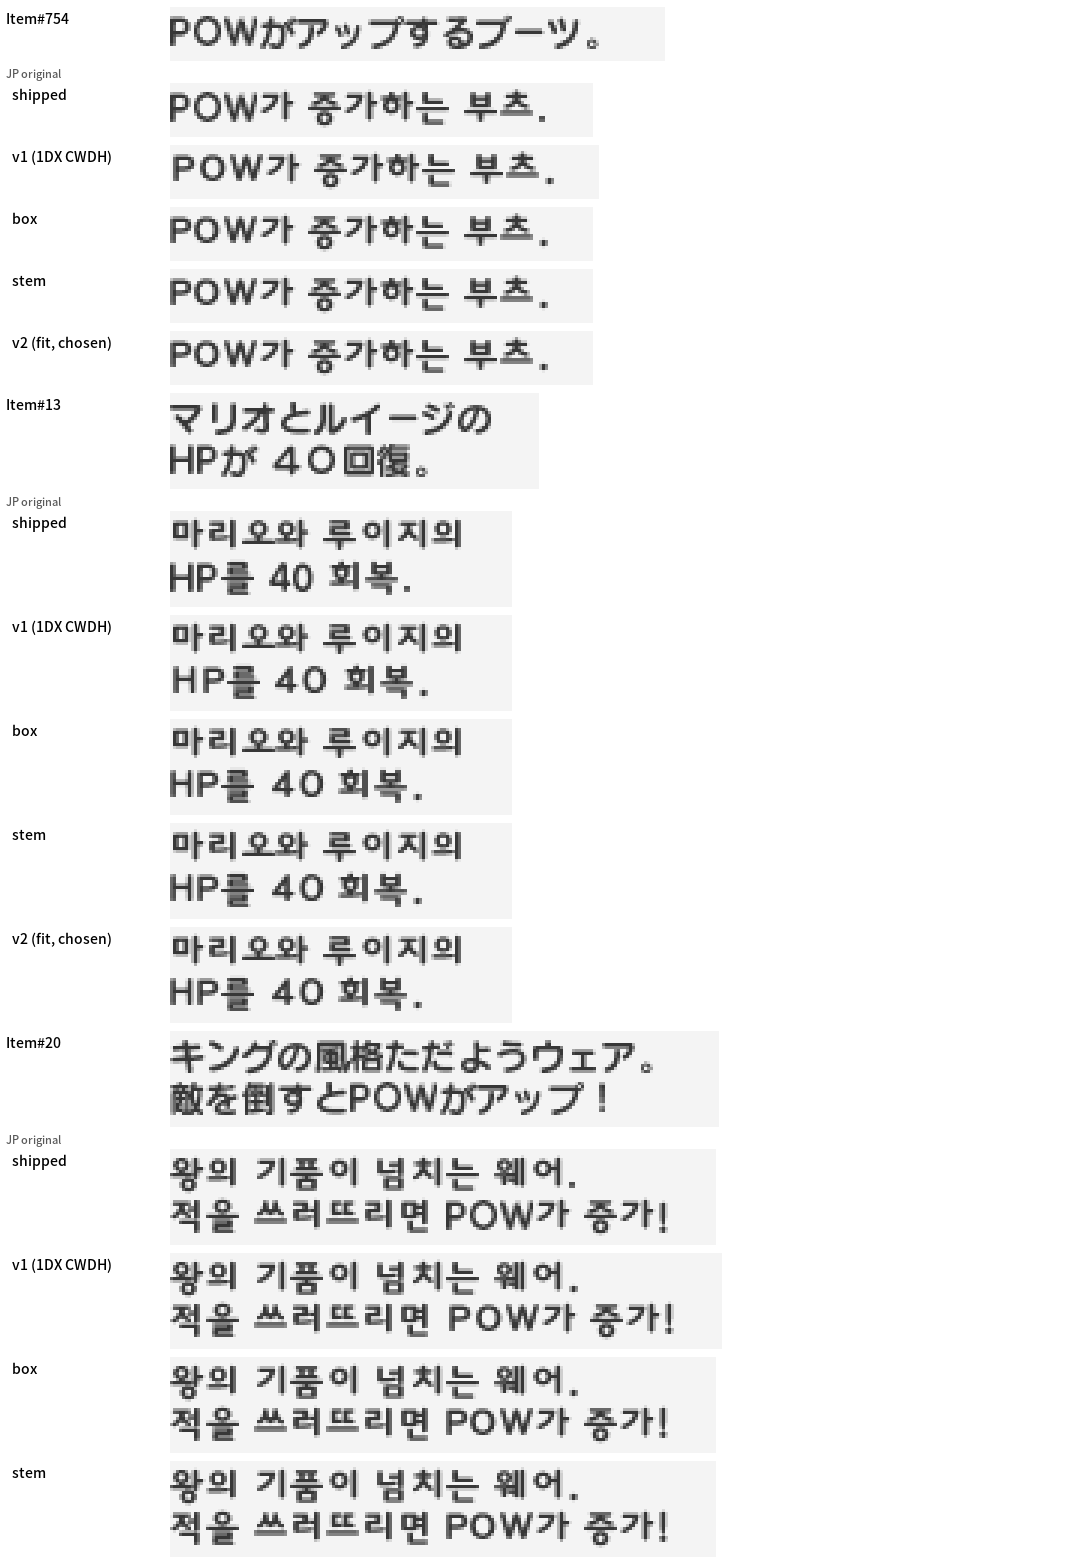 Item#754
POWがアップするブーツ。
JP original
shipped
POW가 증가하는 부츠.
v1 (1DX CWDH)
POW가 증가하는 부츠.
box
POW가 증가하는 부츠.
stem
POW가 증가하는 부츠.
v2 (fit, chosen)
POW가 증가하는 부츠.
Item#13
マリオとルイージの
HPが 40回復。
JP original
shipped
마리오와 루이지의
HP를 40 회복.
v1 (1DX CWDH)
마리오와 루이지의
HP를 40 회복.
box
마리오와 루이지의
HP를 40 회복.
stem
마리오와 루이지의
HP를 40 회복.
v2 (fit, chosen)
마리오와 루이지의
HP를 40 회복.
Item#20
キングの風格ただようウェア。
敵を倒すとPOWがアップ！
JP original
shipped
왕의 기품이 넘치는 웨어.
적을 쓰러뜨리면 POW가 증가!
v1 (1DX CWDH)
왕의 기품이 넘치는 웨어.
적을 쓰러뜨리면 POW가 증가!
box
왕의 기품이 넘치는 웨어.
적을 쓰러뜨리면 POW가 증가!
stem
왕의 기품이 넘치는 웨어.
적을 쓰러뜨리면 POW가 증가!